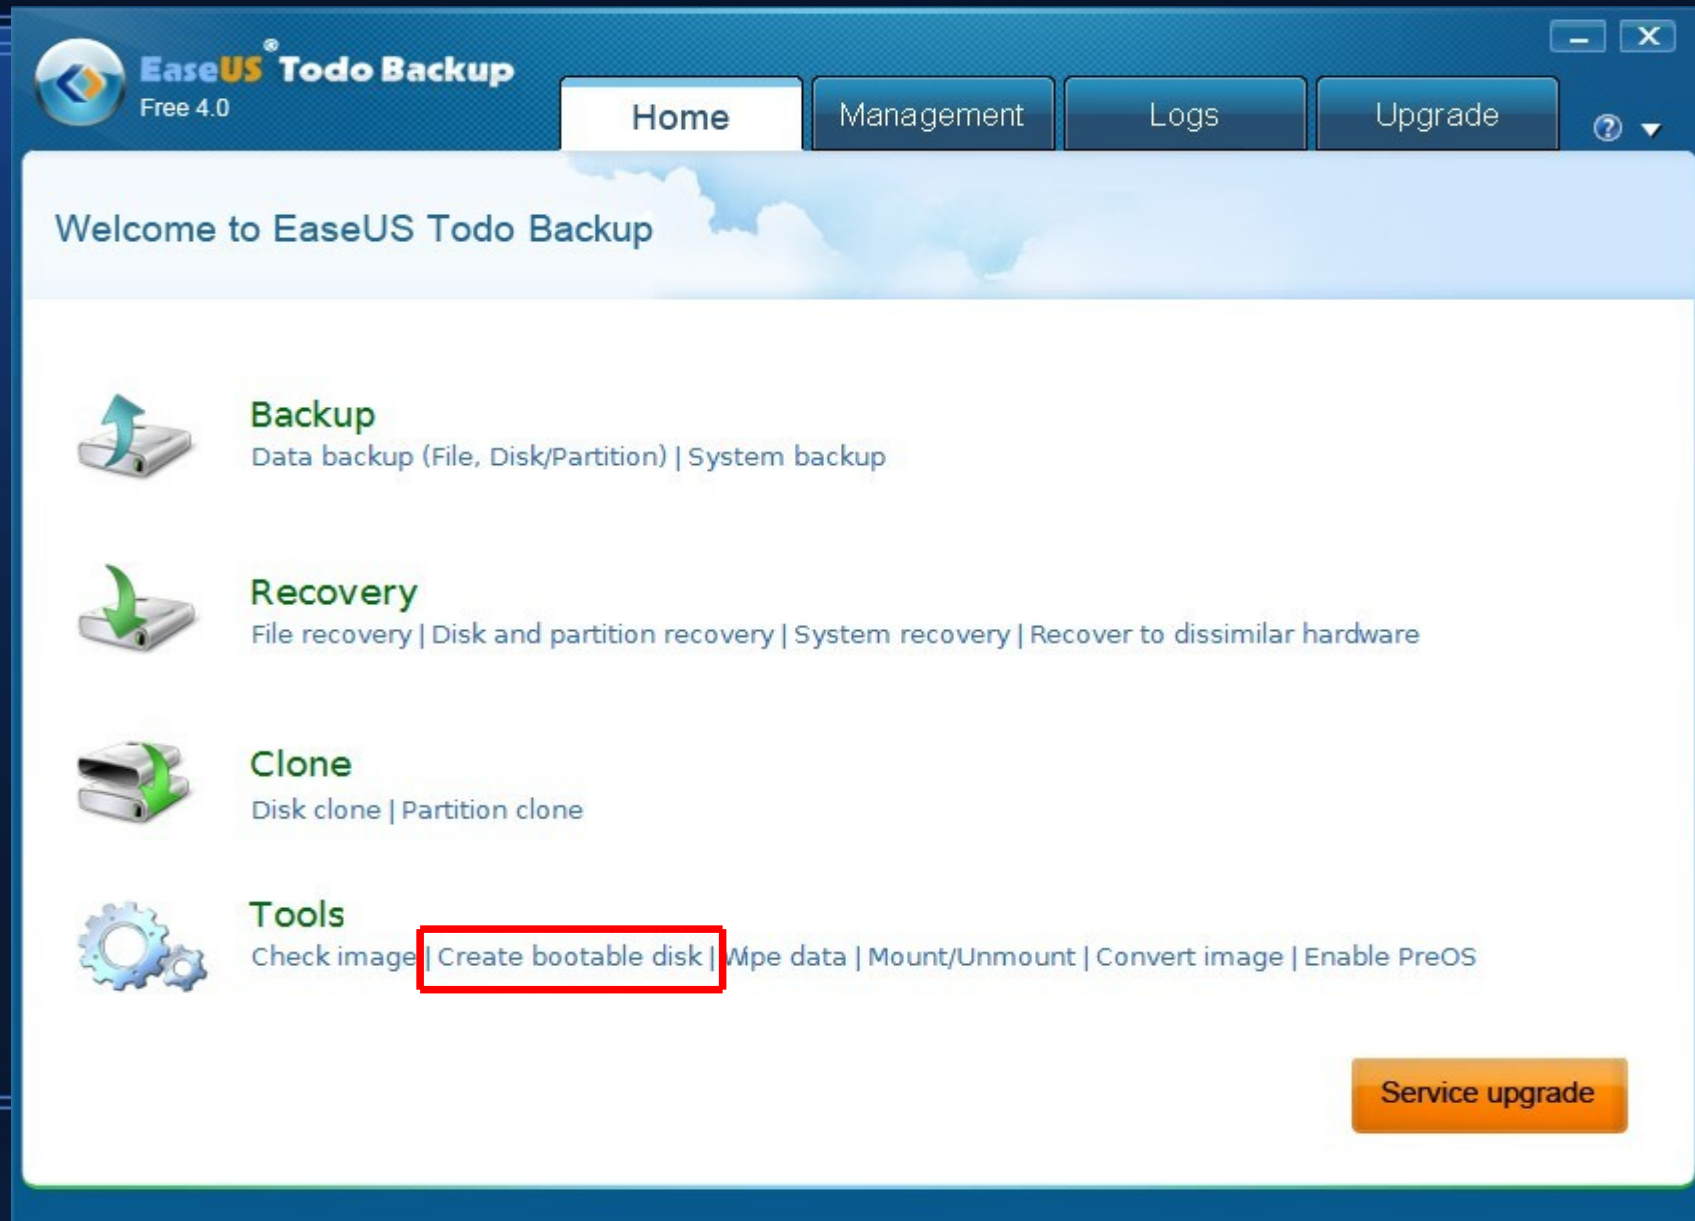 EaseUS® Todo Backup
Free 4.0
Home
Management
Logs
Upgrade
Welcome to EaseUS Todo Backup
Backup
Data backup (File, Disk/Partition) | System backup
Recovery
File recovery | Disk and partition recovery | System recovery | Recover to dissimilar hardware
Clone
Disk clone | Partition clone
Tools
Check image | Create bootable disk | Wipe data | Mount/Unmount | Convert image | Enable PreOS
Service upgrade